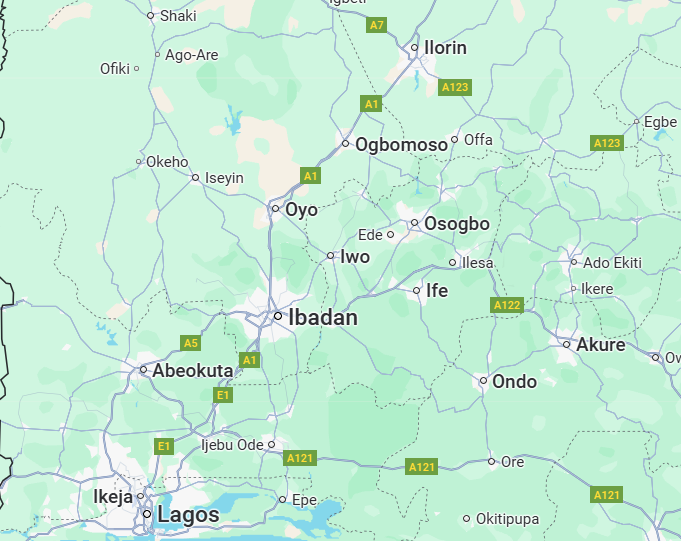 Igbeti
Shaki
A7
Ilorin
Ago-Are
Ofiki
A123
A1
Egbe
Ogbomoso
Offa
A123
Okeho
Iseyin
A1
Oyo
Osogbo
Ede
Iwo
Ilesa
Ado Ekiti
Ife
Ikere
A122
Ibadan
A5
Akure
A1
Abeokuta
Ondo
E1
Ijebu Ode
E1
A121
A121
Ore
Ikeja
A121
Epe
Lagos
Okitipupa